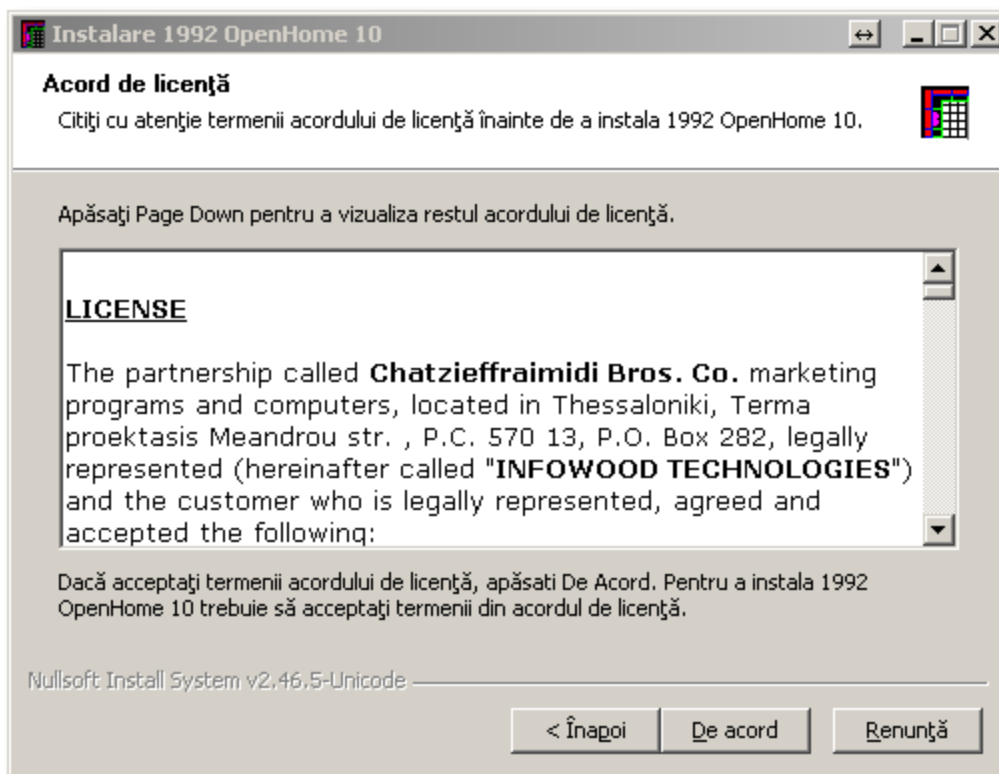 Instalare 1992 OpenHome 10
Acord de licenţă
Citiţi cu atenţie termenii acordului de licenţă înainte de a instala 1992 OpenHome 10.
Apăsaţi Page Down pentru a vizualiza restul acordului de licenţă.
LICENSE
The partnership called Chatzieffraimidi Bros. Co. marketing
programs and computers, located in Thessaloniki, Terma
proektasis Meandrou str. , P.C. 570 13, P.O. Box 282, legally
represented (hereinafter called "INFOWOOD TECHNOLOGIES")
and the customer who is legally represented, agreed and
accepted the following:
Dacă acceptaţi termenii acordului de licenţă, apăsati De Acord. Pentru a instala 1992
OpenHome 10 trebuie să acceptaţi termenii din acordul de licenţă.
Nullsoft Install System v2.46.5-Unicode
< Înapoi De acord Renunţă